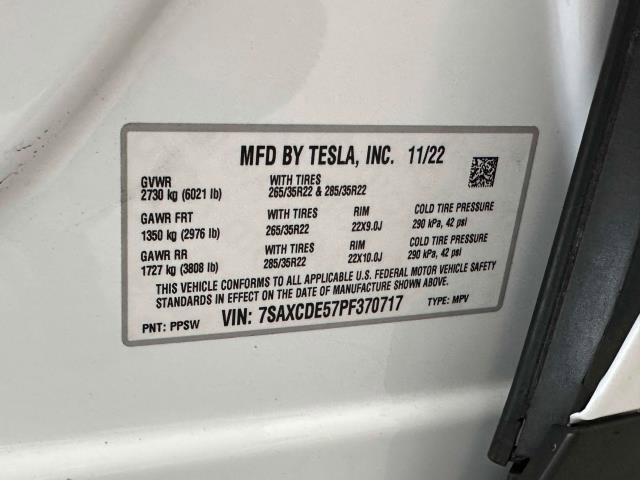 MFD BY TESLA, INC. 11/22
GVWR WITH TIRES
2730 kg (6021 lb) 265/35R22 & 285/35R22
GAWR FRT WITH TIRES RIM COLD TIRE PRESSURE
1350 kg (2976 lb) 265/35R22 22X9.0J 290 kPa, 42 psi
GAWR RR WITH TIRES RIM COLD TIRE PRESSURE
1727 kg (3808 lb) 285/35R22 22X10.0J 290 kPa, 42 psi
THIS VEHICLE CONFORMS TO ALL APPLICABLE U.S. FEDERAL MOTOR VEHICLE SAFETY
STANDARDS IN EFFECT ON THE DATE OF MANUFACTURE SHOWN ABOVE.
PNT: PPSW VIN: 7SAXCDE57PF370717 TYPE: MPV